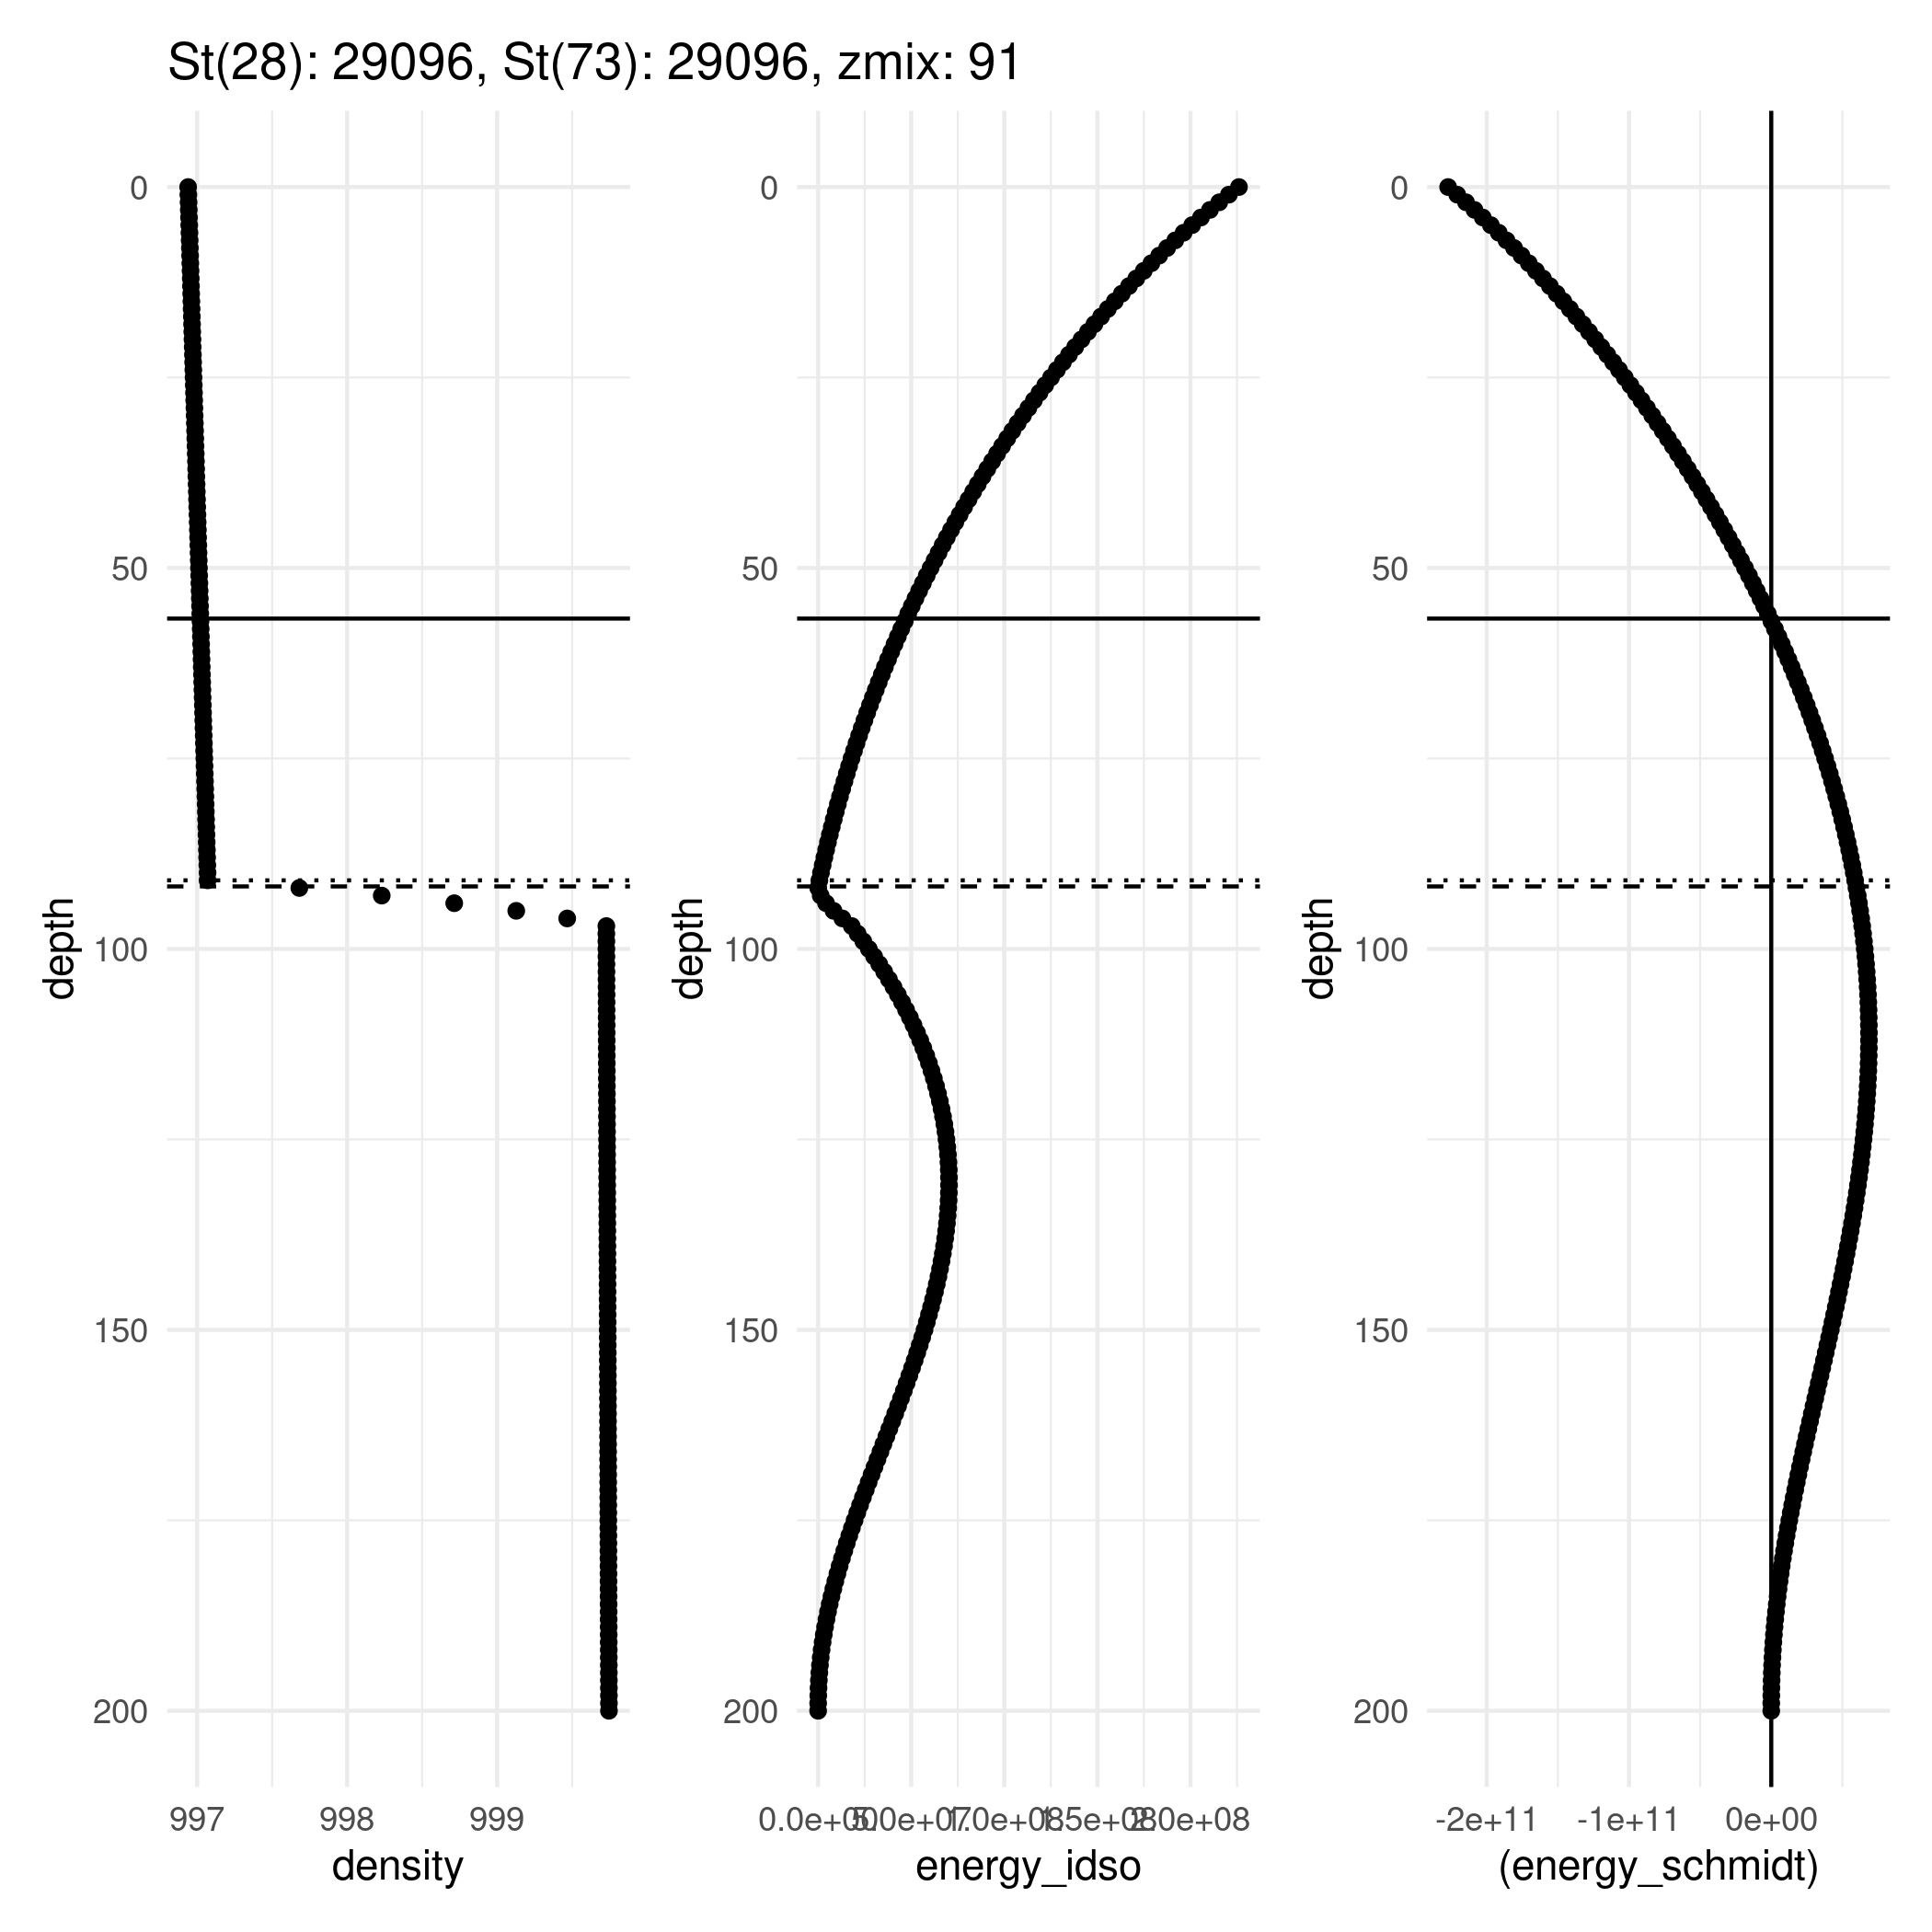 St(28): 29096, St(73): 29096, zmix: 91
depth
0
50
100
150
200
997 998 999
density
depth
0
50
100
150
200
0.0e+00 5.0e+07 1.0e+08 1.5e+08 2.0e+08
energy_idso
depth
0
50
100
150
200
-2e+11 -1e+11 0e+00
(energy_schmidt)